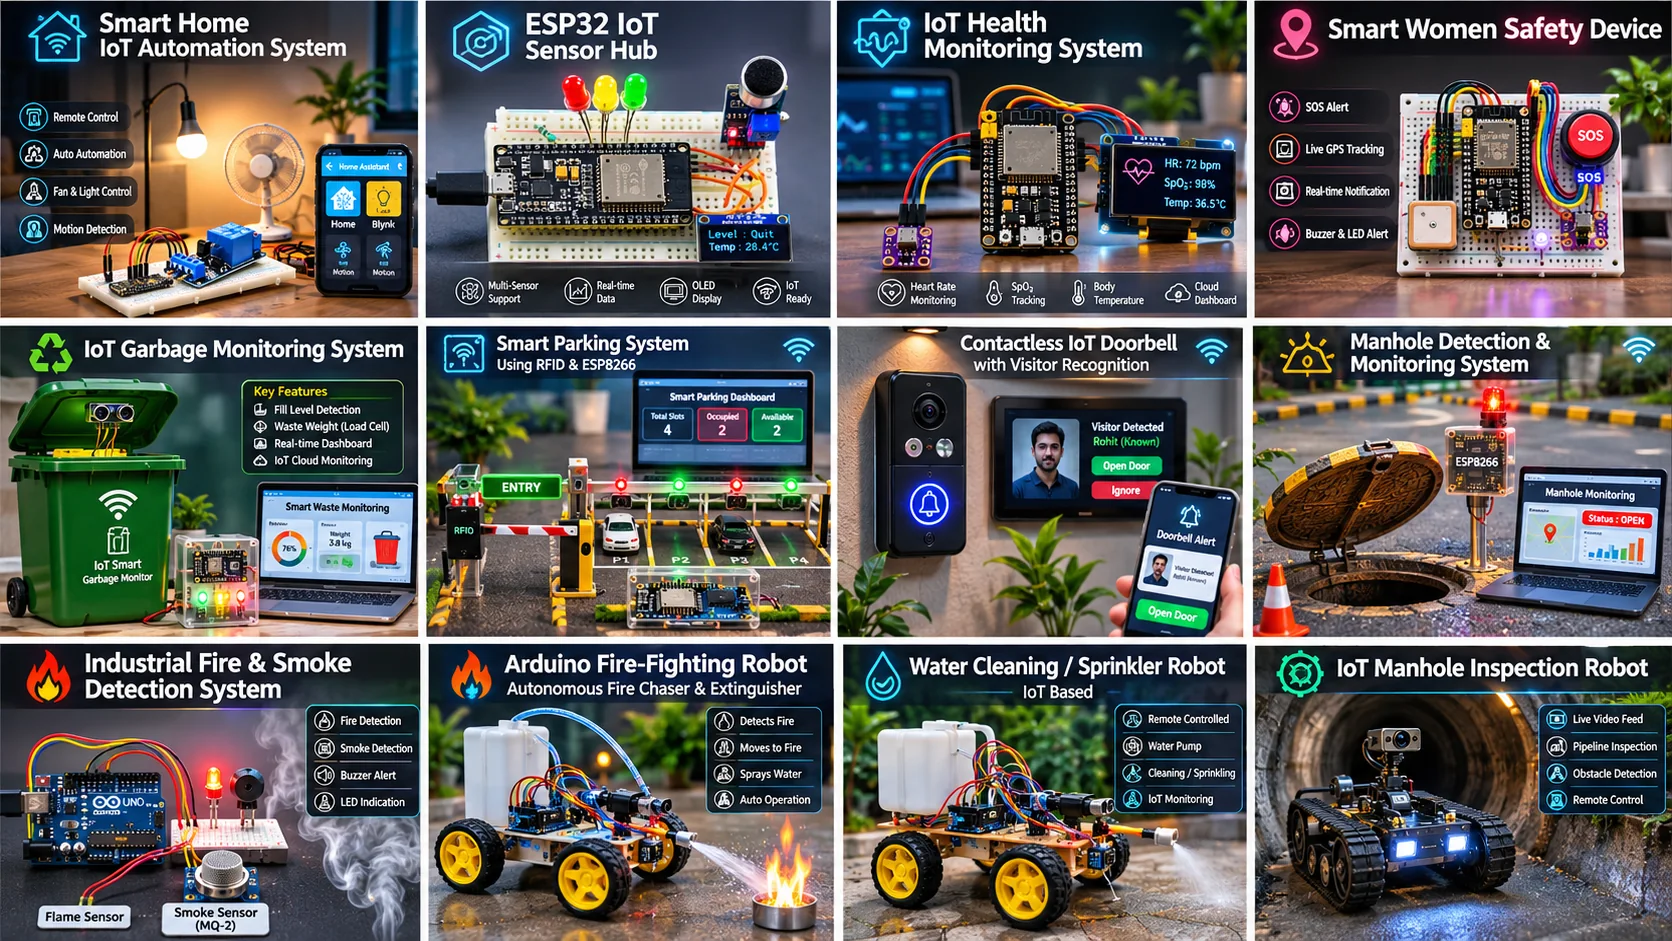 Smart Home
IoT Automation System
Remote Control
Auto Automation
Fan & Light Control
Motion Detection
Home Assistant
Home
Blynk
Motion
ESP32 IoT
Sensor Hub
Level : Quit
Temp : 28.4°C
Multi-Sensor
Support
Real-time
Data
OLED
Display
IoT
Ready
IoT Health
Monitoring System
HR: 72 bpm
SpO₂: 98%
Temp: 36.5°C
Heart Rate
Monitoring
SpO₂
Tracking
Body
Temperature
Cloud
Dashboard
Smart Women Safety Device
SOS Alert
Live GPS Tracking
Real-time Notification
Buzzer & LED Alert
SOS
SOS
IoT Garbage Monitoring System
Key Features
Fill Level Detection
Waste Weight (Load Cell)
Real-time Dashboard
IoT Cloud Monitoring
IoT Smart
Garbage Monitor
Smart Waste Monitoring
Weight
76%
3.8 kg
Smart Parking System
Using RFID & ESP8266
Smart Parking Dashboard
Total Slots
4
Occupied
2
Available
2
ENTRY
RFID
P1
P2
P3
P4
Contactless IoT Doorbell
with Visitor Recognition
Visitor Detected
Rohit (Known)
Open Door
Ignore
Doorbell Alert
Open Door
Manhole Detection &
Monitoring System
ESP8266
Manhole Monitoring
Status : OPEN
Industrial Fire & Smoke
Detection System
Fire Detection
Smoke Detection
Buzzer Alert
LED Indication
UNO
Flame Sensor
Smoke Sensor
(MQ-2)
Arduino Fire-Fighting Robot
Autonomous Fire Chaser & Extinguisher
Detects Fire
Moves to Fire
Sprays Water
Auto Operation
Water Cleaning / Sprinkler Robot
IoT Based
Remote Controlled
Water Pump
Cleaning / Sprinkling
IoT Monitoring
IoT Manhole Inspection Robot
Live Video Feed
Pipeline Inspection
Obstacle Detection
Remote Control